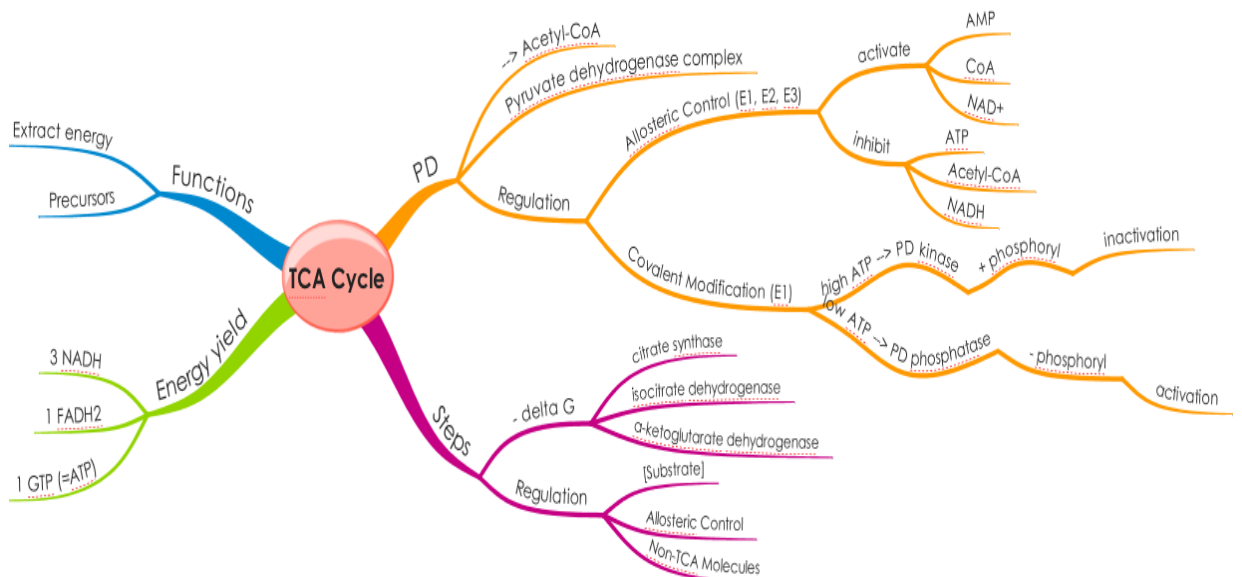 TCA Cycle
Functions
Extract energy
Precursors
Energy yield
3 NADH
1 FADH2
1 GTP (=ATP)
PD
--> Acetyl-CoA
Pyruvate dehydrogenase complex
Regulation
Allosteric Control (E1, E2, E3)
activate
AMP
CoA
NAD+
inhibit
ATP
Acetyl-CoA
NADH
Covalent Modification (E1)
high ATP --> PD kinase
+ phosphoryl
inactivation
low ATP --> PD phosphatase
- phosphoryl
activation
Steps
- delta G
citrate synthase
isocitrate dehydrogenase
α-ketoglutarate dehydrogenase
Regulation
[Substrate]
Allosteric Control
Non-TCA Molecules